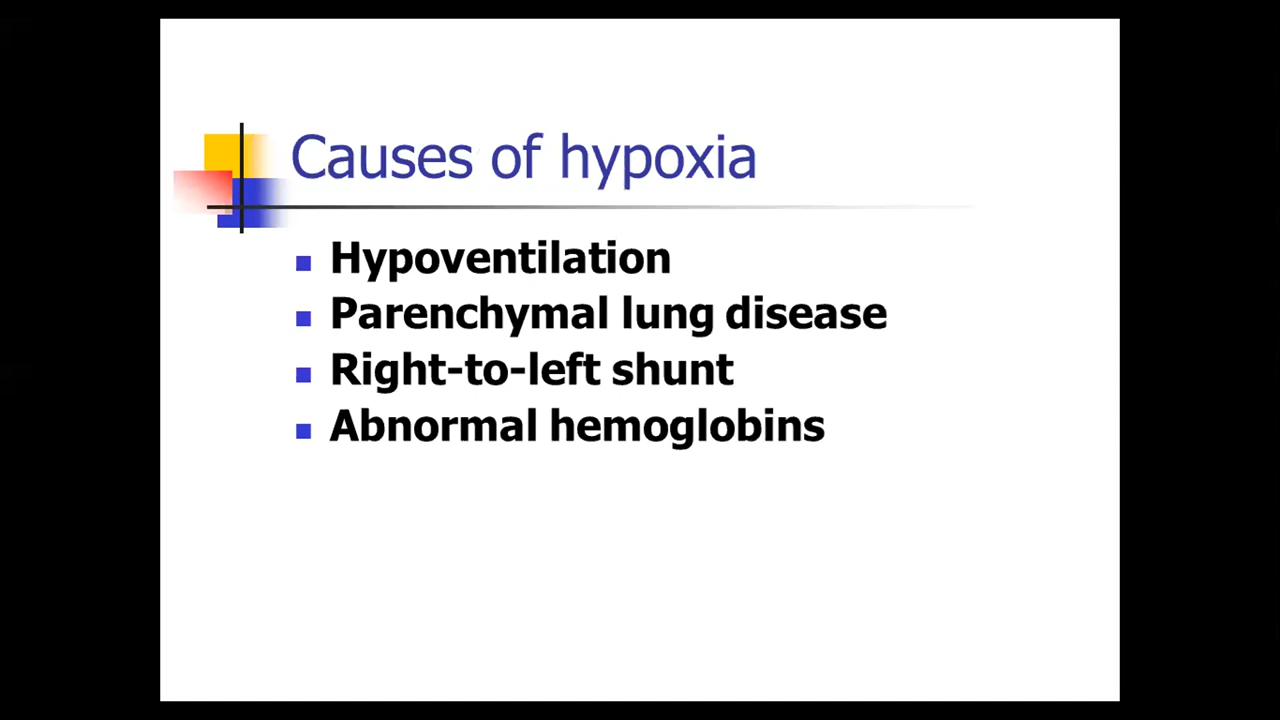 Causes of hypoxia
Hypoventilation
Parenchymal lung disease
Right-to-left shunt
Abnormal hemoglobins